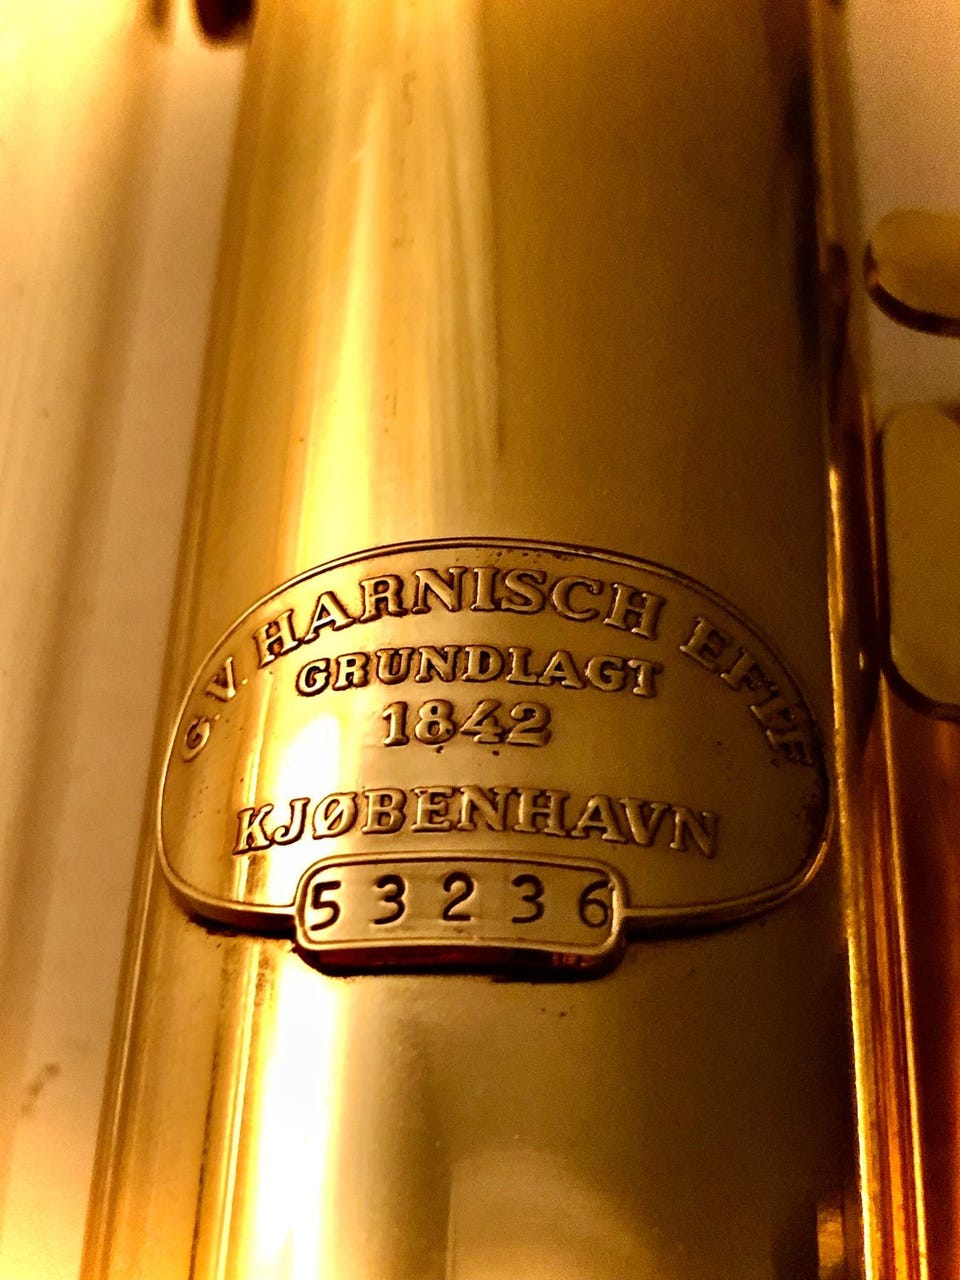 G. V. HARNISCH EFTF
GRUNDLAGT
1842
KJØBENHAVN
53236